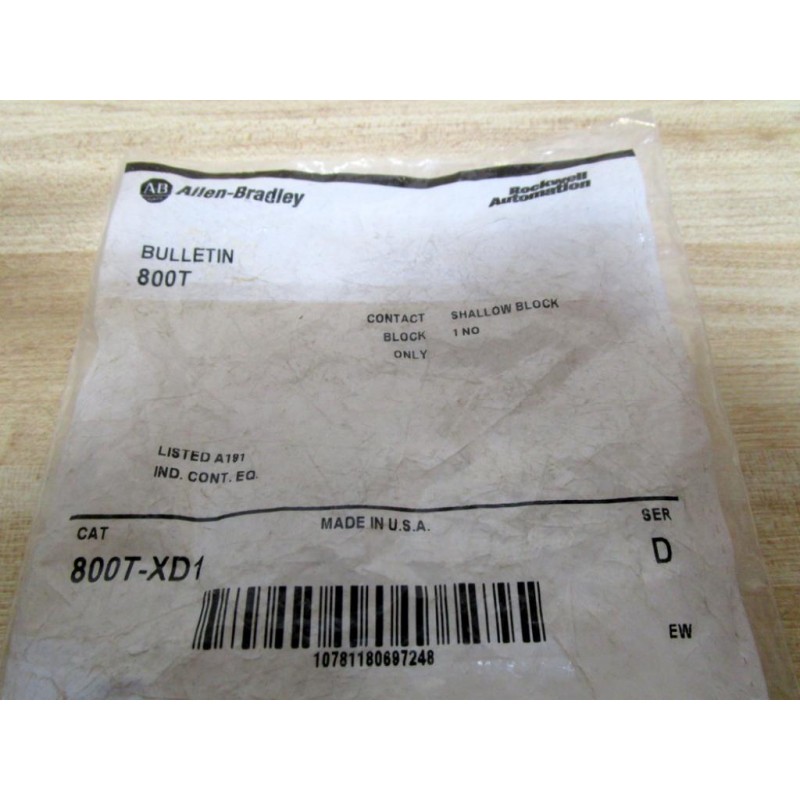 AB Allen-Bradley
Rockwell
Automation
BULLETIN
800T
CONTACT SHALLOW BLOCK
BLOCK 1 NO
ONLY
LISTED A191
IND. CONT. EQ.
CAT MADE IN U.S.A. SER
800T-XD1 D
10781180697248
EW